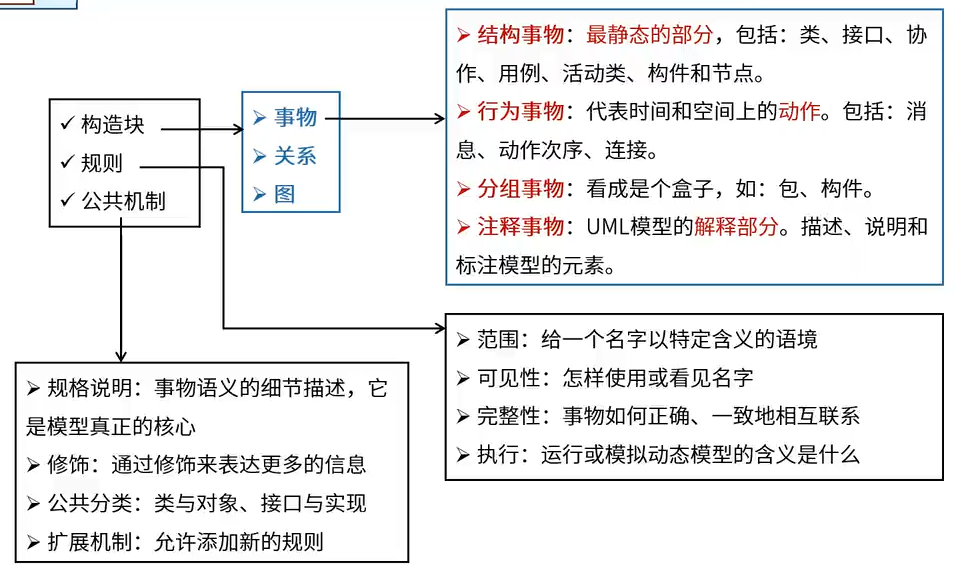 ✓ 构造块
✓ 规则
✓ 公共机制
➢ 事物
➢ 关系
➢ 图
➢ 结构事物：最静态的部分，包括：类、接口、协
作、用例、活动类、构件和节点。
➢ 行为事物：代表时间和空间上的动作。包括：消
息、动作次序、连接。
➢ 分组事物：看成是个盒子，如：包、构件。
➢ 注释事物：UML模型的解释部分。描述、说明和
标注模型的元素。
➢ 范围：给一个名字以特定含义的语境
➢ 可见性：怎样使用或看见名字
➢ 完整性：事物如何正确、一致地相互联系
➢ 执行：运行或模拟动态模型的含义是什么
➢ 规格说明：事物语义的细节描述，它
是模型真正的核心
➢ 修饰：通过修饰来表达更多的信息
➢ 公共分类：类与对象、接口与实现
➢ 扩展机制：允许添加新的规则